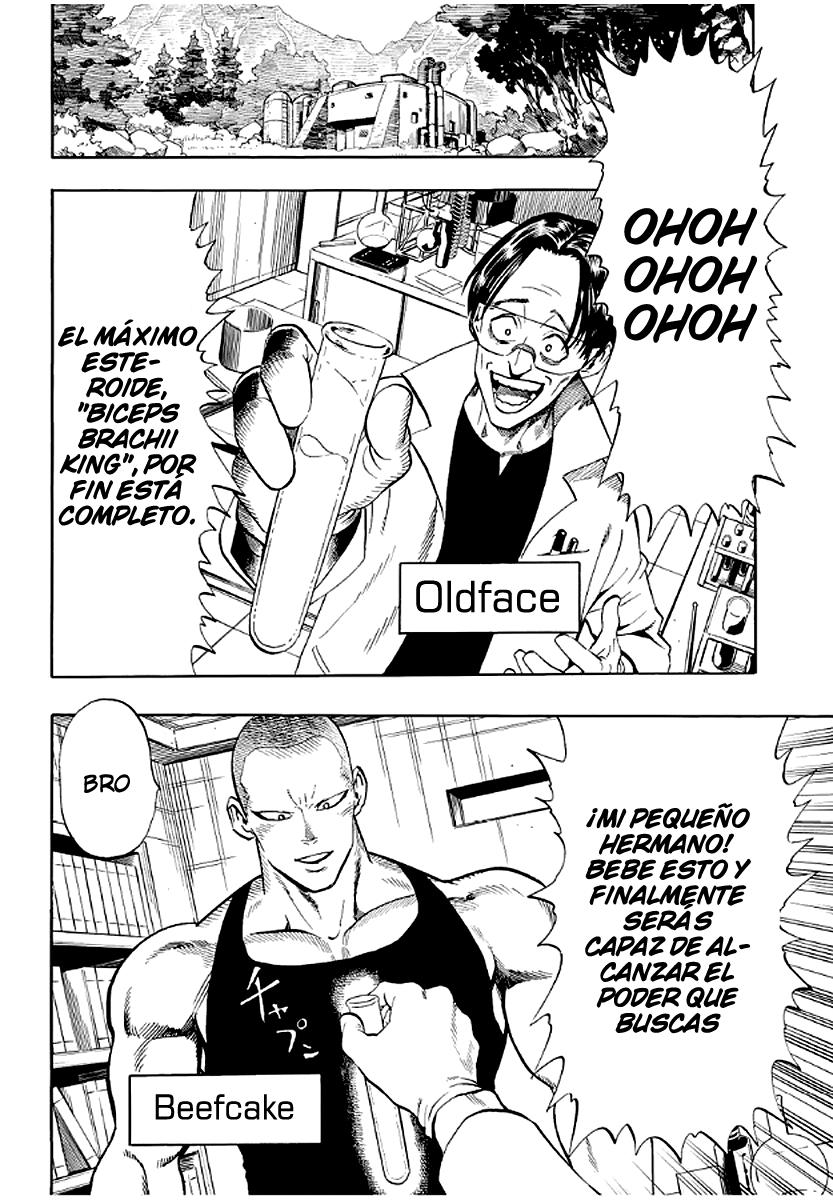 OHOH
OHOH
OHOH
EL MÁXIMO
ESTE-
ROIDE,
"BICEPS
BRACHII
KING", POR
FIN ESTÁ
COMPLETO.
Oldface
BRO
¡MI PEQUEÑO
HERMANO!
BEBE ESTO Y
FINALMENTE
SERÁS
CAPAZ DE AL-
CANZAR EL
PODER QUE
BUSCAS
チャプン
Beefcake